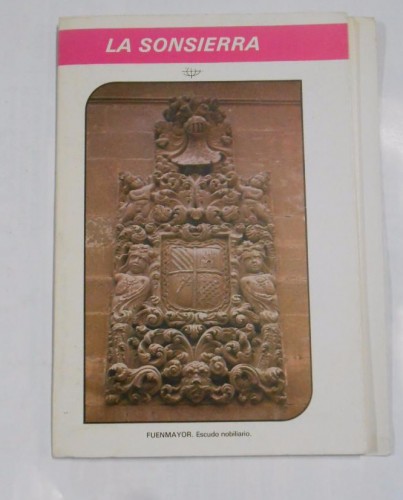 LA SONSIERRA
FUENMAYOR. Escudo nobiliario.